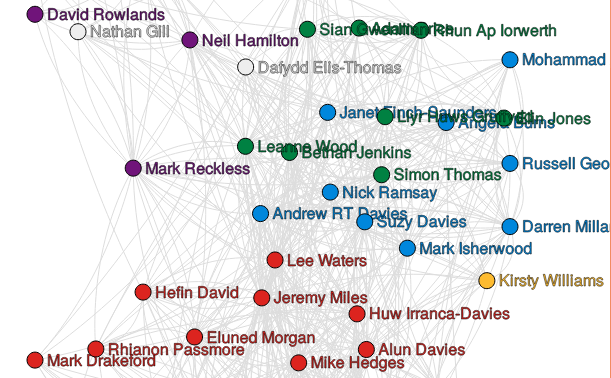 David Rowlands
Nathan Gill
Sian Gwenllian
Rhun Ap Iorwerth
Neil Hamilton
Dafydd Elis-Thomas
Mohammad
Janet Finch-Saunders
Llyr Huws Gruffydd
Elin Jones
Angela Burns
Leanne Wood
Bethan Jenkins
Mark Reckless
Russell Geo
Simon Thomas
Nick Ramsay
Andrew RT Davies
Suzy Davies
Darren Milla
Mark Isherwood
Lee Waters
Kirsty Williams
Hefin David
Jeremy Miles
Huw Irranca-Davies
Eluned Morgan
Rhianon Passmore
Alun Davies
Mark Drakeford
Mike Hedges